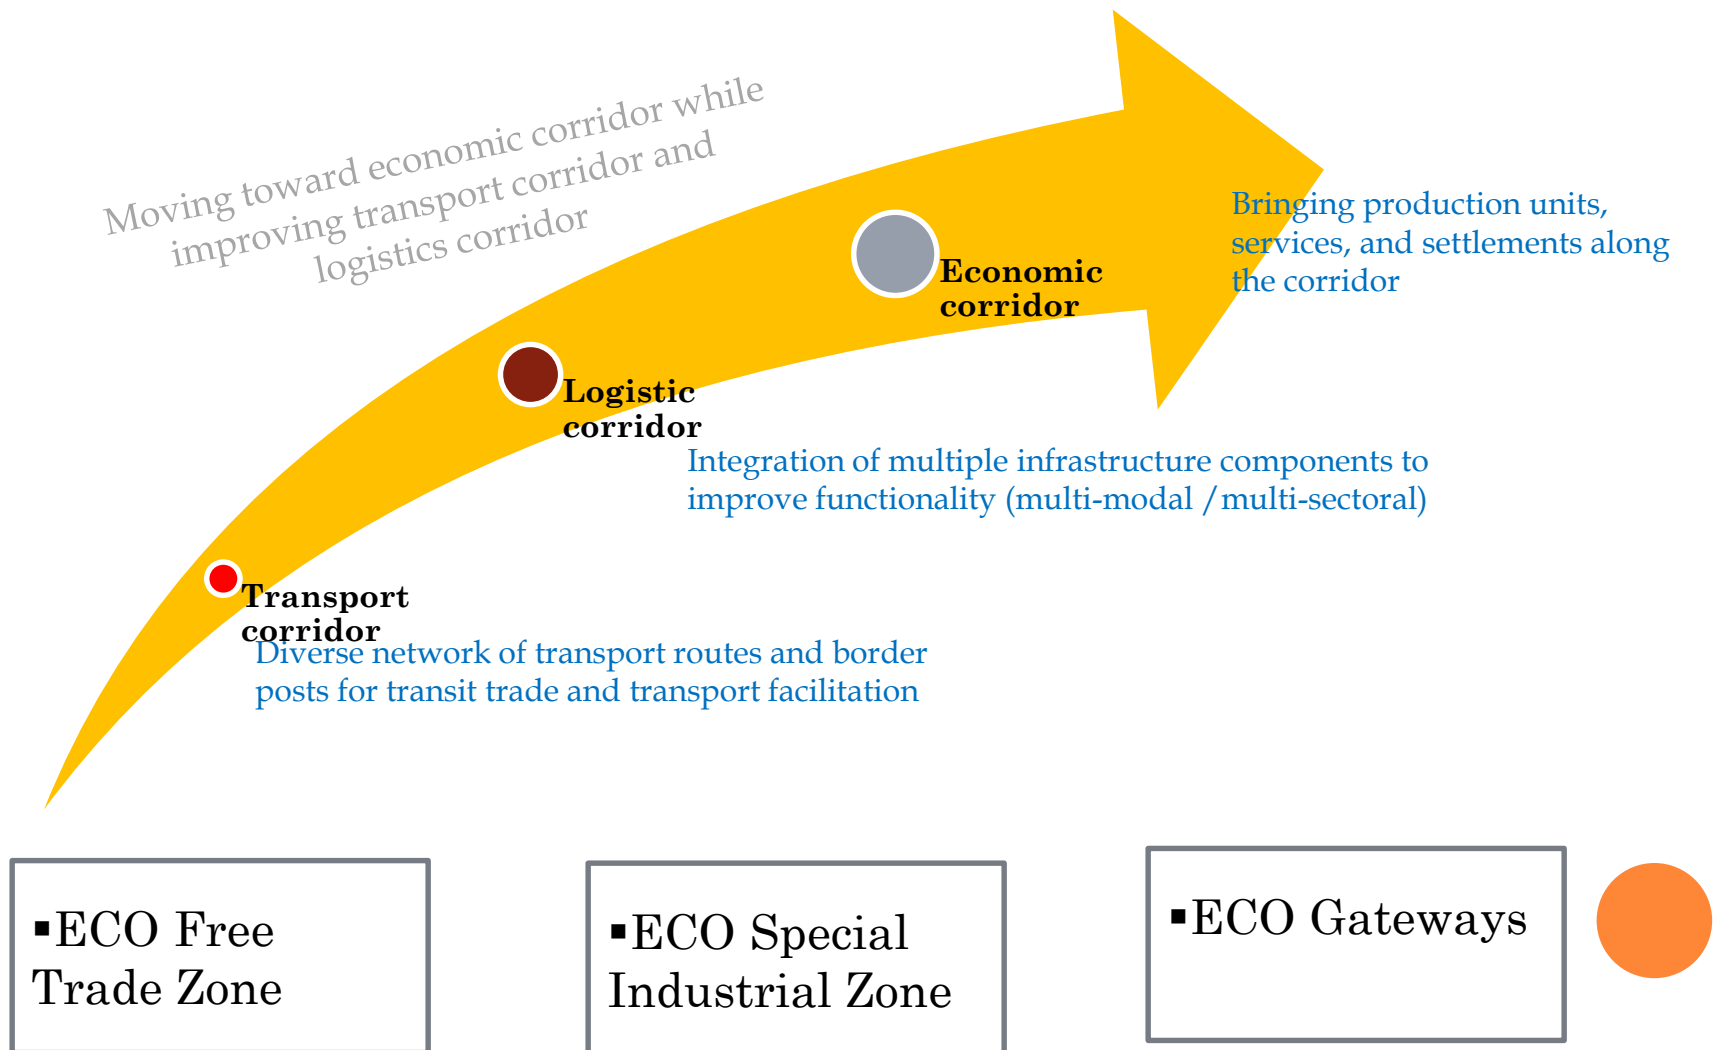 Moving toward economic corridor while
improving transport corridor and
logistics corridor
Bringing production units,
services, and settlements along
the corridor
Economic
corridor
Logistic
corridor
Integration of multiple infrastructure components to
improve functionality (multi-modal /multi-sectoral)
Transport
corridor
Diverse network of transport routes and border
posts for transit trade and transport facilitation
▪ECO Free
Trade Zone
▪ECO Special
Industrial Zone
▪ECO Gateways